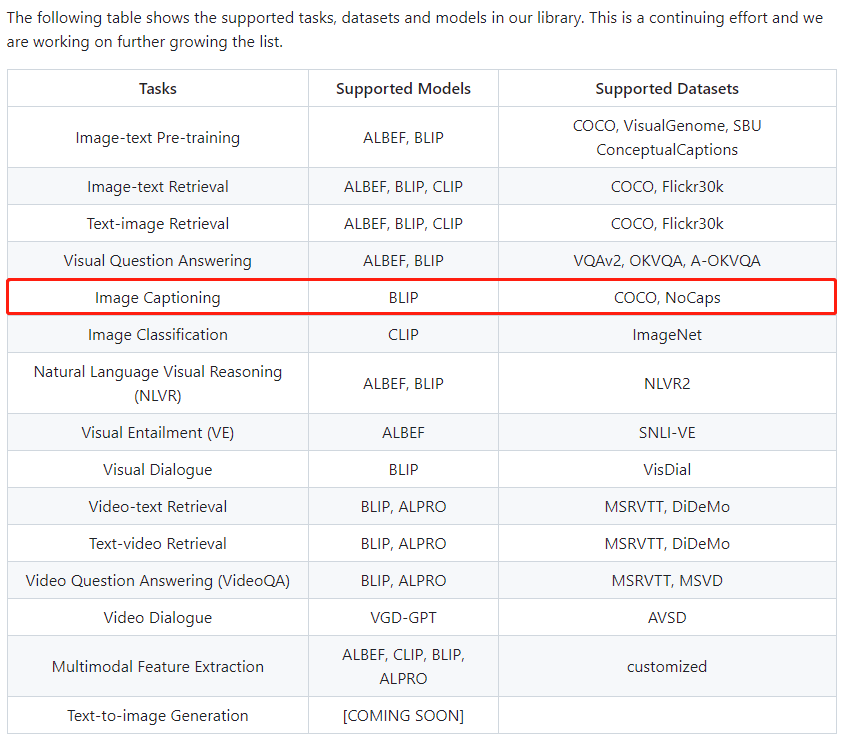 The following table shows the supported tasks, datasets and models in our library. This is a continuing effort and we
are working on further growing the list.
Tasks Supported Models Supported Datasets
Image-text Pre-training ALBEF, BLIP COCO, VisualGenome, SBU
ConceptualCaptions
Image-text Retrieval ALBEF, BLIP, CLIP COCO, Flickr30k
Text-image Retrieval ALBEF, BLIP, CLIP COCO, Flickr30k
Visual Question Answering ALBEF, BLIP VQAv2, OKVQA, A-OKVQA
Image Captioning BLIP COCO, NoCaps
Image Classification CLIP ImageNet
Natural Language Visual Reasoning
(NLVR) ALBEF, BLIP NLVR2
Visual Entailment (VE) ALBEF SNLI-VE
Visual Dialogue BLIP VisDial
Video-text Retrieval BLIP, ALPRO MSRVTT, DiDeMo
Text-video Retrieval BLIP, ALPRO MSRVTT, DiDeMo
Video Question Answering (VideoQA) BLIP, ALPRO MSRVTT, MSVD
Video Dialogue VGD-GPT AVSD
Multimodal Feature Extraction ALBEF, CLIP, BLIP,
ALPRO customized
Text-to-image Generation [COMING SOON]